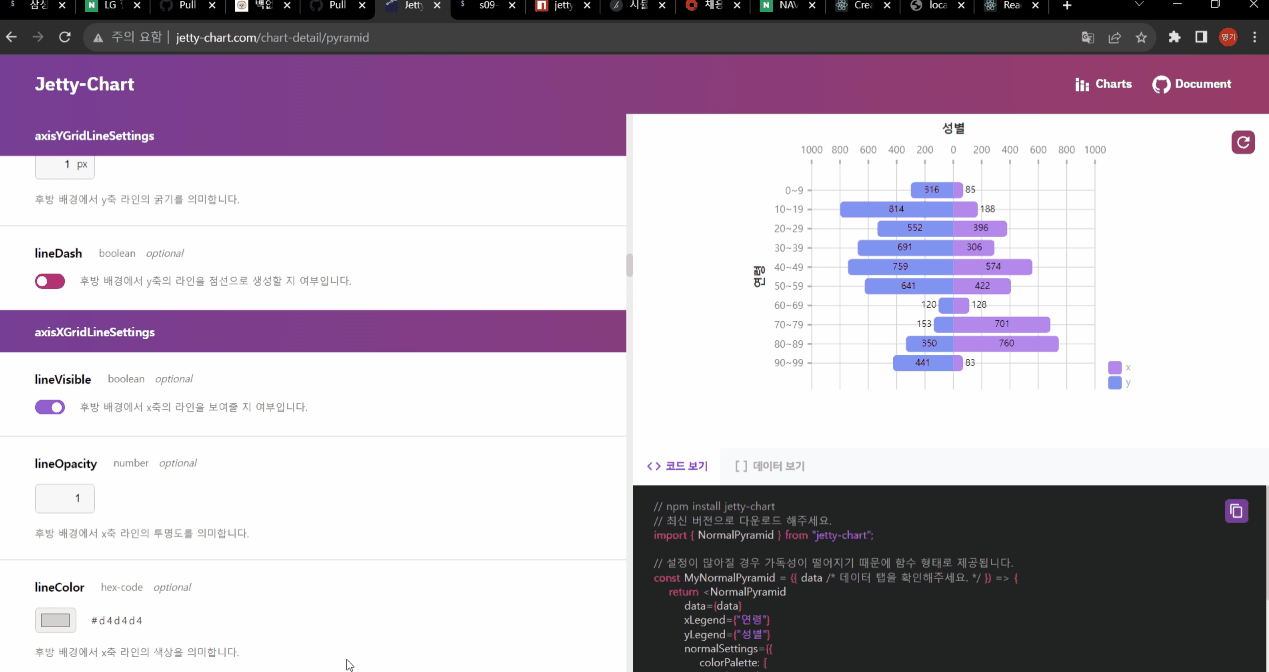 삼성
LG
Pull
백엔
Pull
Jetty
s09-
jetty
시들
채용
NAV
Crea
loca
Rea
주의 요함
jetty-chart.com/chart-detail/pyramid
Jetty-Chart
Charts
Document
axisYGridLineSettings
1 px
후방 배경에서 y축 라인의 굵기를 의미합니다.
lineDash boolean optional
후방 배경에서 y축의 라인을 점선으로 생성할 지 여부입니다.
axisXGridLineSettings
lineVisible boolean optional
후방 배경에서 x축의 라인을 보여줄 지 여부입니다.
lineOpacity number optional
1
후방 배경에서 x축 라인의 투명도를 의미합니다.
lineColor hex-code optional
#d4d4d4
후방 배경에서 x축 라인의 색상을 의미합니다.
성별
1000 800 600 400 200 0 200 400 600 800 1000
연령
0~9 316 85
10~19 814 188
20~29 552 396
30~39 691 306
40~49 759 574
50~59 641 422
60~69 120 128
70~79 153 701
80~89 350 760
90~99 441 83
x
y
<> 코드 보기
[ ] 데이터 보기
// npm install jetty-chart
// 최신 버전으로 다운로드 해주세요.
import { NormalPyramid } from "jetty-chart";
// 설정이 많아질 경우 가독성이 떨어지기 때문에 함수 형태로 제공됩니다.
const MyNormalPyramid = ({ data /* 데이터 탭을 확인해주세요. */ }) => {
return <NormalPyramid
data={data}
xLegend={"연령"}
yLegend={"성별"}
normalSettings={{
colorPalette: [